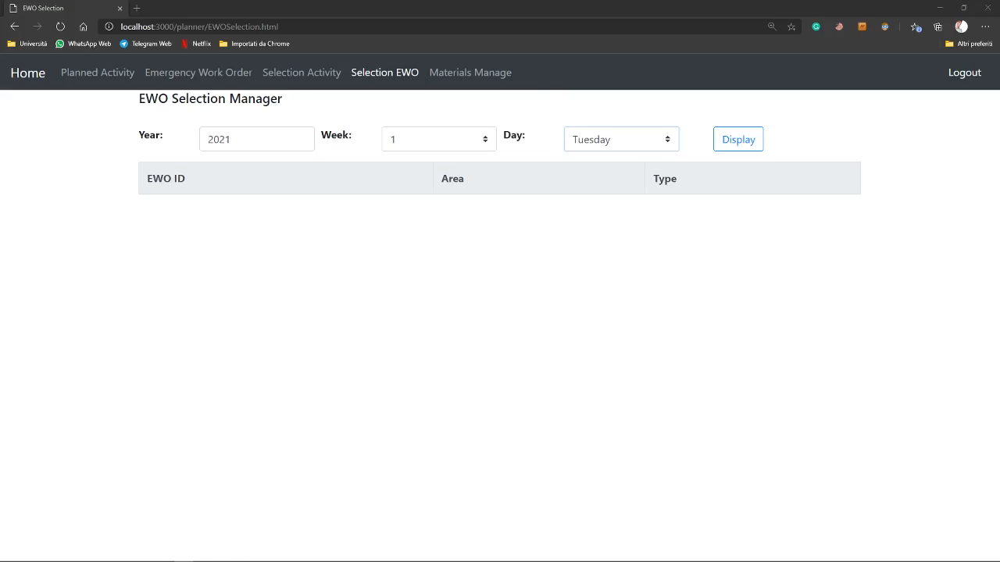 EWO Selection
localhost:3000/planner/EWOSelection.html
Università WhatsApp Web Telegram Web Netflix Importati da Chrome Altri preferiti
Home Planned Activity Emergency Work Order Selection Activity Selection EWO Materials Manage Logout
EWO Selection Manager
Year: 2021 Week: 1 Day: Tuesday Display
EWO ID Area Type